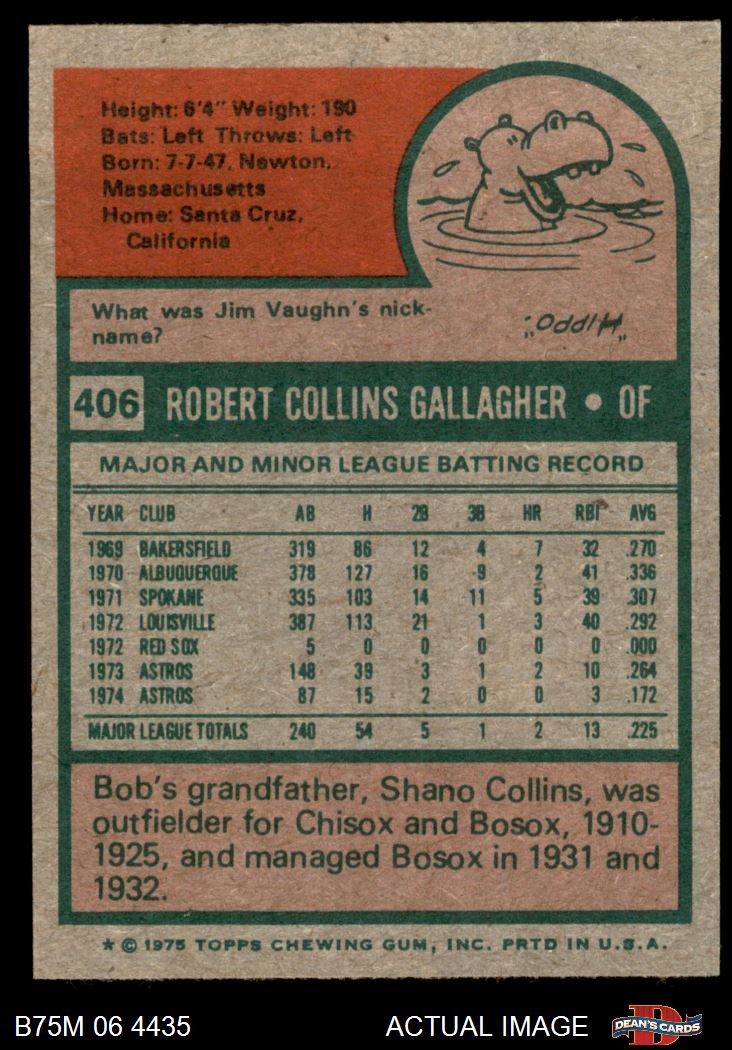 Height: 6'4" Weight: 190
Bats: Left Throws: Left
Born: 7-7-47, Newton,
Massachusetts
Home: Santa Cruz,
California
What was Jim Vaughn's nick-
name?
"Hippo."
406 ROBERT COLLINS GALLAGHER • OF
MAJOR AND MINOR LEAGUE BATTING RECORD
YEAR CLUB AB H 2B 3B HR RBI AVG
1969 BAKERSFIELD 319 86 12 4 7 32 .270
1970 ALBUQUERQUE 378 127 16 9 2 41 .336
1971 SPOKANE 335 103 14 11 5 39 .307
1972 LOUISVILLE 387 113 21 1 3 40 .292
1972 RED SOX 5 0 0 0 0 0 .000
1973 ASTROS 148 39 3 1 2 10 .264
1974 ASTROS 87 15 2 0 0 3 .172
MAJOR LEAGUE TOTALS 240 54 5 1 2 13 .225
Bob's grandfather, Shano Collins, was
outfielder for Chisox and Bosox, 1910-
1925, and managed Bosox in 1931 and
1932.
* © 1975 TOPPS CHEWING GUM, INC. PRTD IN U.S.A.
B75M 06 4435 ACTUAL IMAGE D DEAN'S CARDS